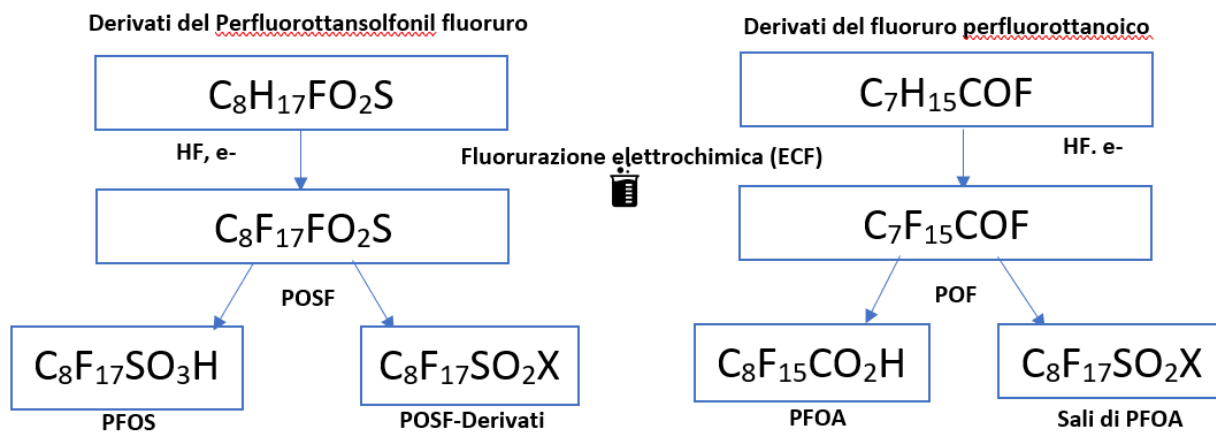 Derivati del Perfluorottansolfonil fluoruro
C₈H₁₇FO₂S
HF, e-
C₈F₁₇FO₂S
POSF
C₈F₁₇SO₃H
PFOS
C₈F₁₇SO₂X
POSF-Derivati
Fluorurazione elettrochimica (ECF)
Derivati del fluoruro perfluorottanoico
C₇H₁₅COF
HF. e-
C₇F₁₅COF
POF
C₈F₁₅CO₂H
PFOA
C₈F₁₇SO₂X
Sali di PFOA